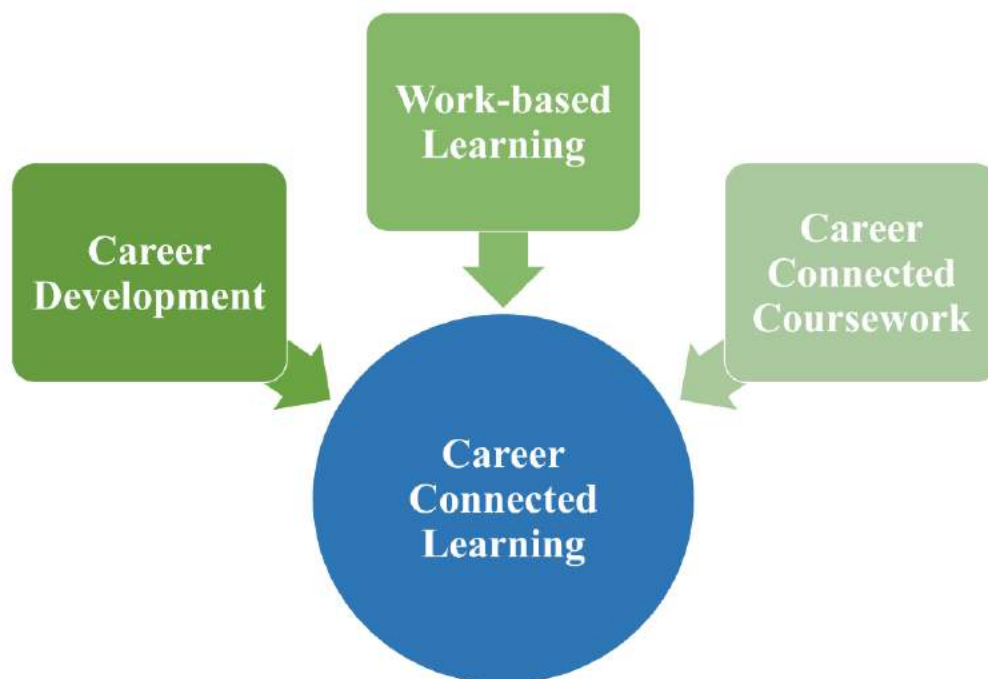 Work-based
Learning
Career
Development
Career
Connected
Coursework
Career
Connected
Learning